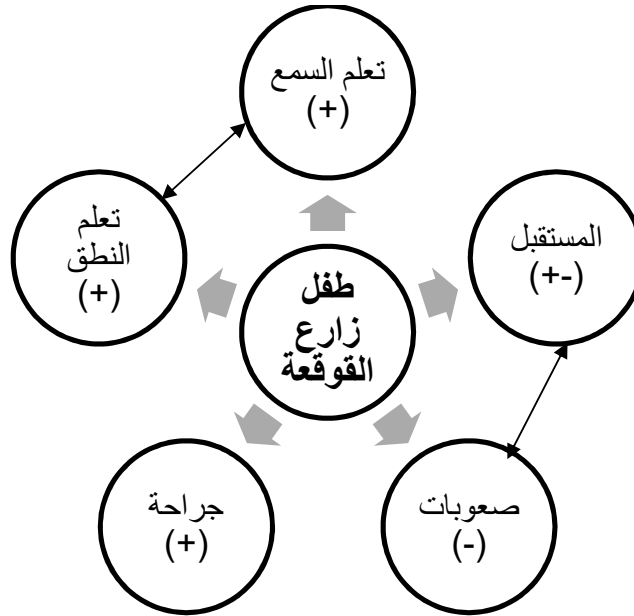 تعلم السمع
(+)
تعلم
النطق
(+)
المستقبل
(+-)
طفل
زارع
القوقعة
جراحة
(+)
صعوبات
(-)